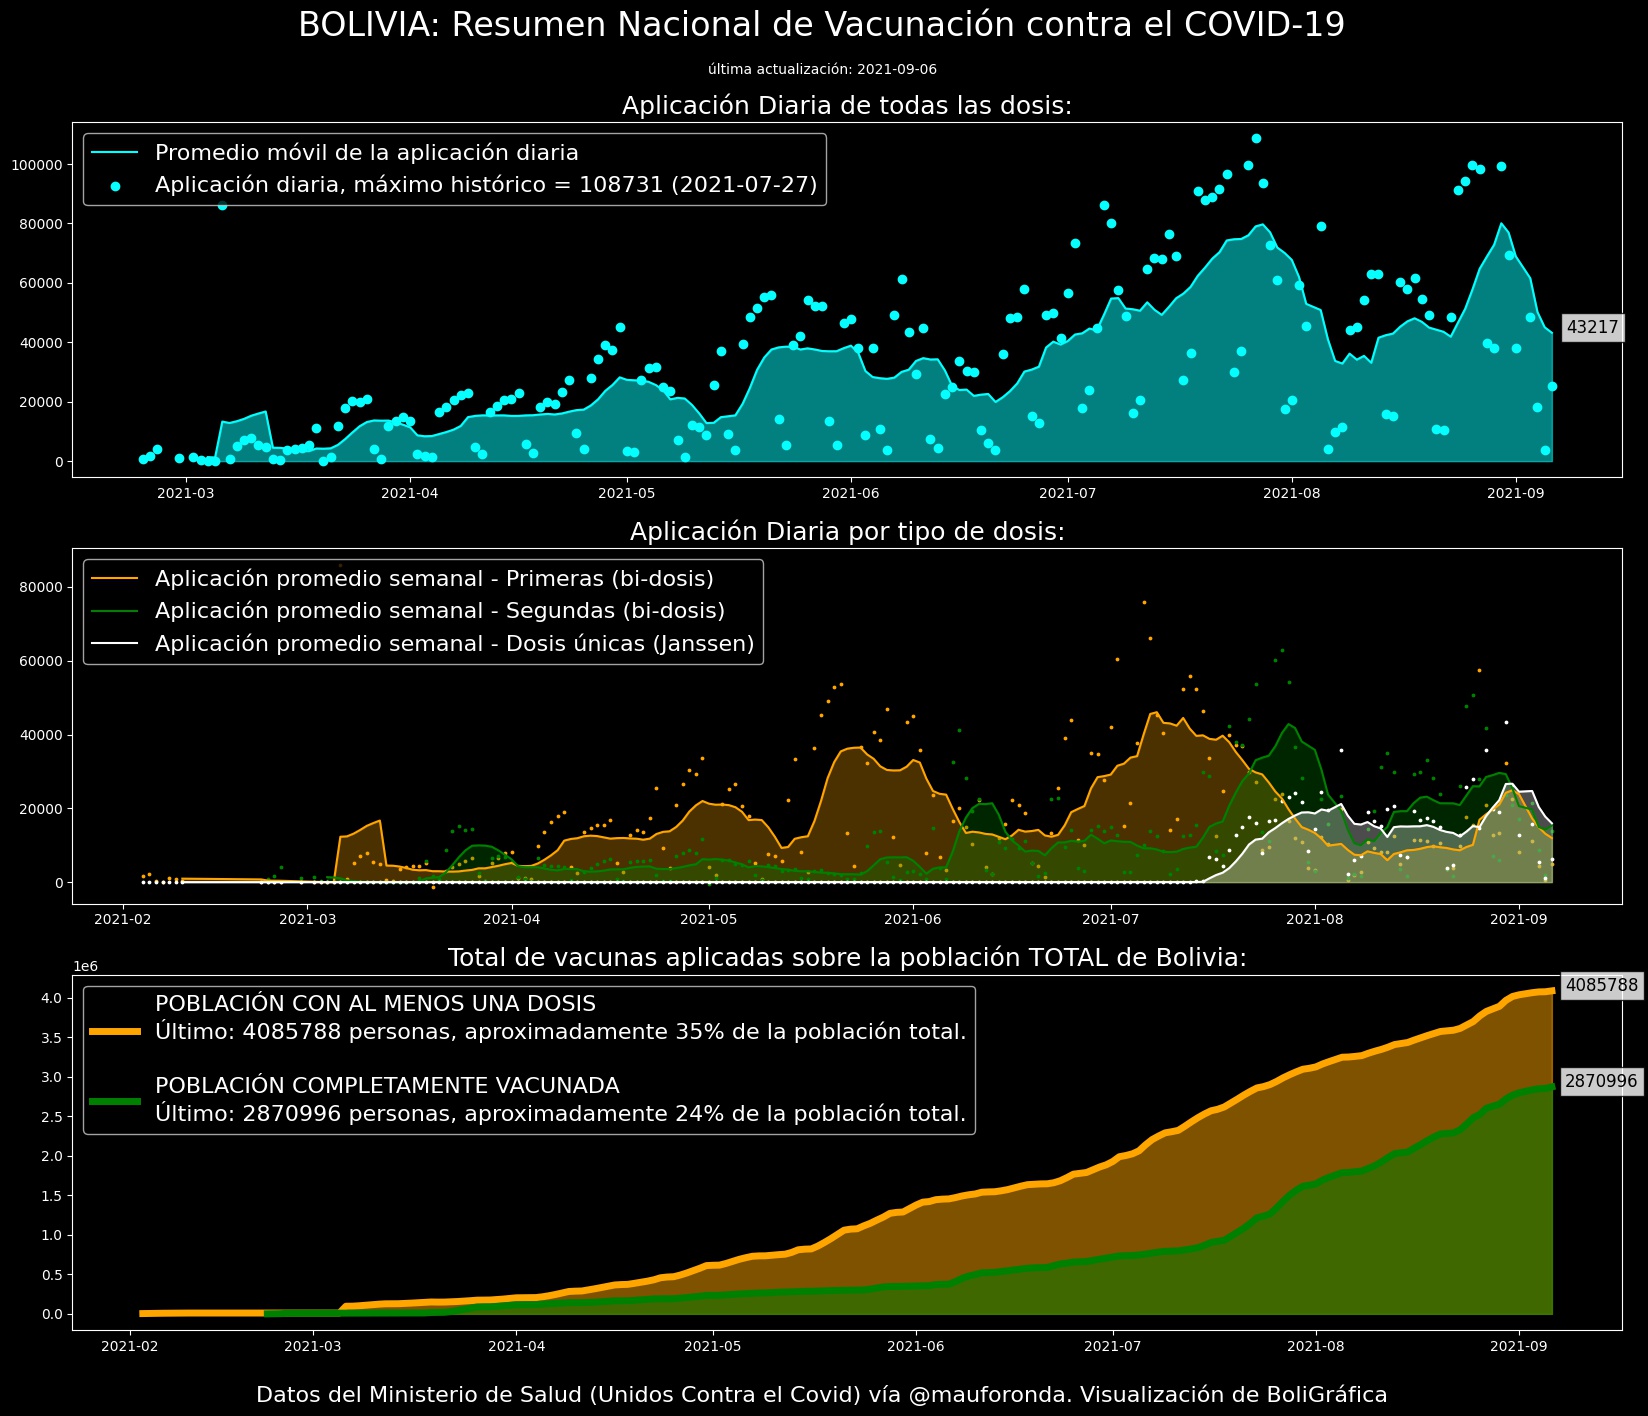 BOLIVIA: Resumen Nacional de Vacunación contra el COVID-19
última actualización: 2021-09-06
Aplicación Diaria de todas las dosis:
Promedio móvil de la aplicación diaria
Aplicación diaria, máximo histórico = 108731 (2021-07-27)
100000
80000
60000
40000
20000
0
43217
2021-03 2021-04 2021-05 2021-06 2021-07 2021-08 2021-09
Aplicación Diaria por tipo de dosis:
Aplicación promedio semanal - Primeras (bi-dosis)
Aplicación promedio semanal - Segundas (bi-dosis)
Aplicación promedio semanal - Dosis únicas (Janssen)
80000
60000
40000
20000
0
2021-02 2021-03 2021-04 2021-05 2021-06 2021-07 2021-08 2021-09
Total de vacunas aplicadas sobre la población TOTAL de Bolivia:
1e6
POBLACIÓN CON AL MENOS UNA DOSIS
Último: 4085788 personas, aproximadamente 35% de la población total.
POBLACIÓN COMPLETAMENTE VACUNADA
Último: 2870996 personas, aproximadamente 24% de la población total.
4.0
3.5
3.0
2.5
2.0
1.5
1.0
0.5
0.0
4085788
2870996
2021-02 2021-03 2021-04 2021-05 2021-06 2021-07 2021-08 2021-09
Datos del Ministerio de Salud (Unidos Contra el Covid) vía @mauforonda. Visualización de BoliGráfica